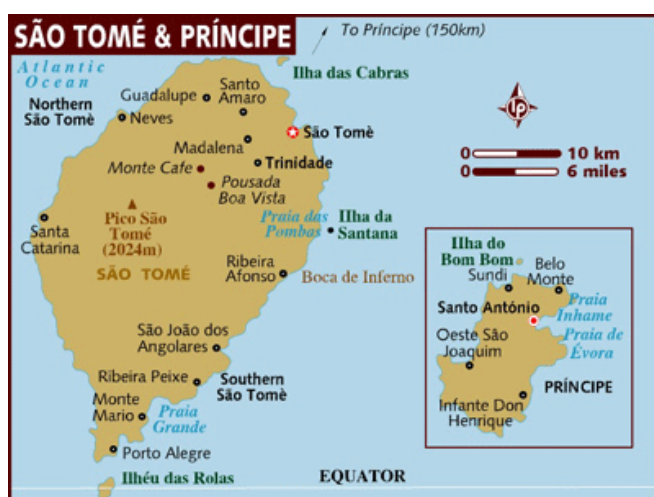 SÃO TOMÉ & PRÍNCIPE
To Príncipe (150km)
Atlantic
Ocean
Ilha das Cabras
Northern
São Tomè
Guadalupe
Santo
Amaro
Neves
São Tomè
Madalena
Trinidade
Monte Cafe
Pousada
Boa Vista
LP
0 10 km
0 6 miles
Santa
Catarina
Pico São
Tomé
(2024m)
SÃO TOMÉ
Praia das
Pombas
Ilha da
Santana
Ribeira
Afonso
Boca de Inferno
São João dos
Angolares
Ribeira Peixe
Southern
São Tomè
Monte
Mario
Praia
Grande
Porto Alegre
Ilhéu das Rolas
EQUATOR
Ilha do
Bom Bom
Sundi
Belo
Monte
Santo António
Praia
Inhame
Oeste São
Joaquim
Praia de
Évora
PRÍNCIPE
Infante Don
Henrique